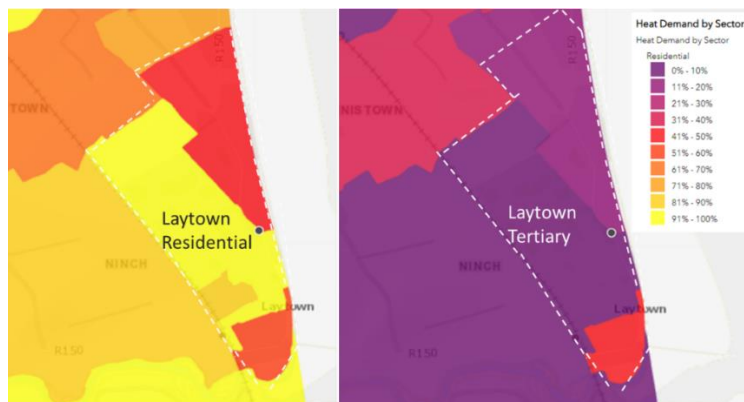 R150
TOWN
Laytown
Residential
NINCH
Laytown
R150
R150
NISTOWN
Laytown
Tertiary
NINCH
Laytown
R150
Heat Demand by Sector
Heat Demand by Sector
Residential
0% - 10%
11% - 20%
21% - 30%
31% - 40%
41% - 50%
51% - 60%
61% - 70%
71% - 80%
81% - 90%
91% - 100%